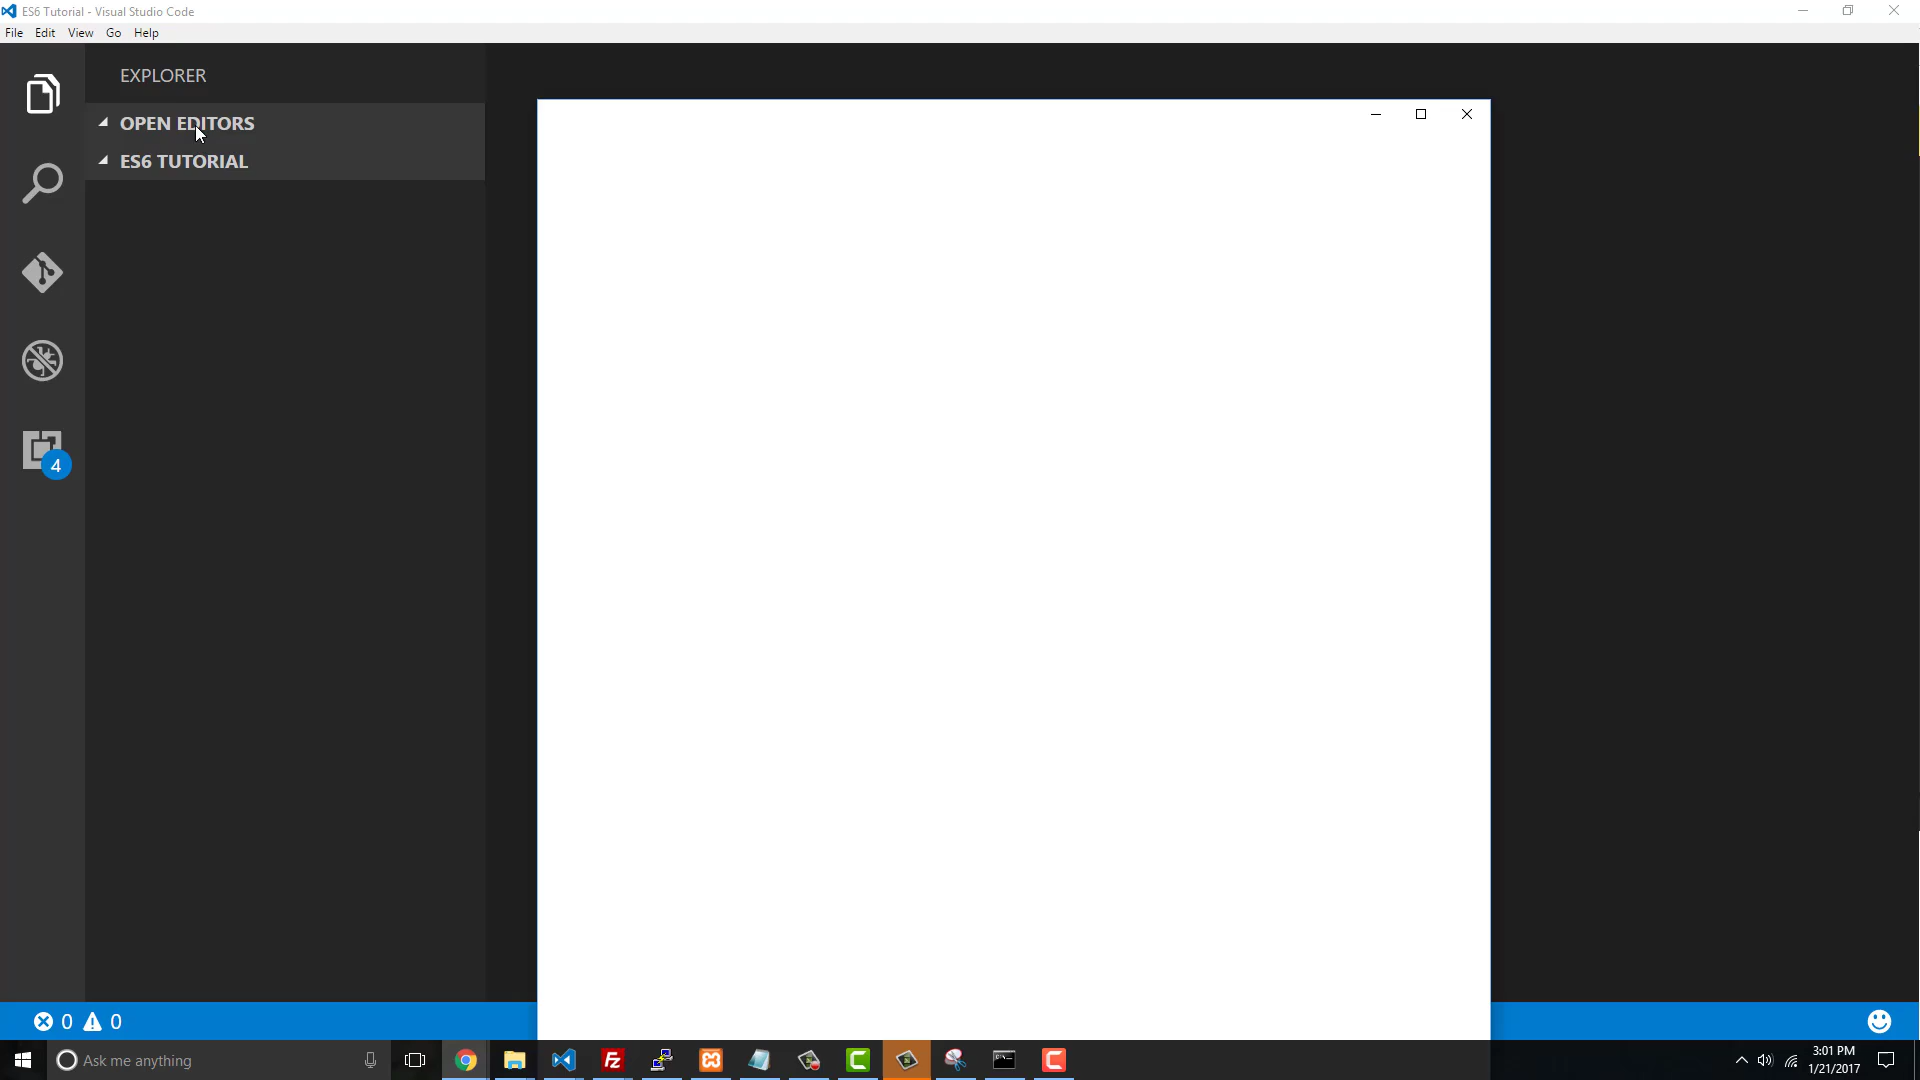 ES6 Tutorial - Visual Studio Code
File Edit View Go Help
EXPLORER
OPEN EDITORS
ES6 TUTORIAL
4
0 0
Ask me anything
3:01 PM
1/21/2017